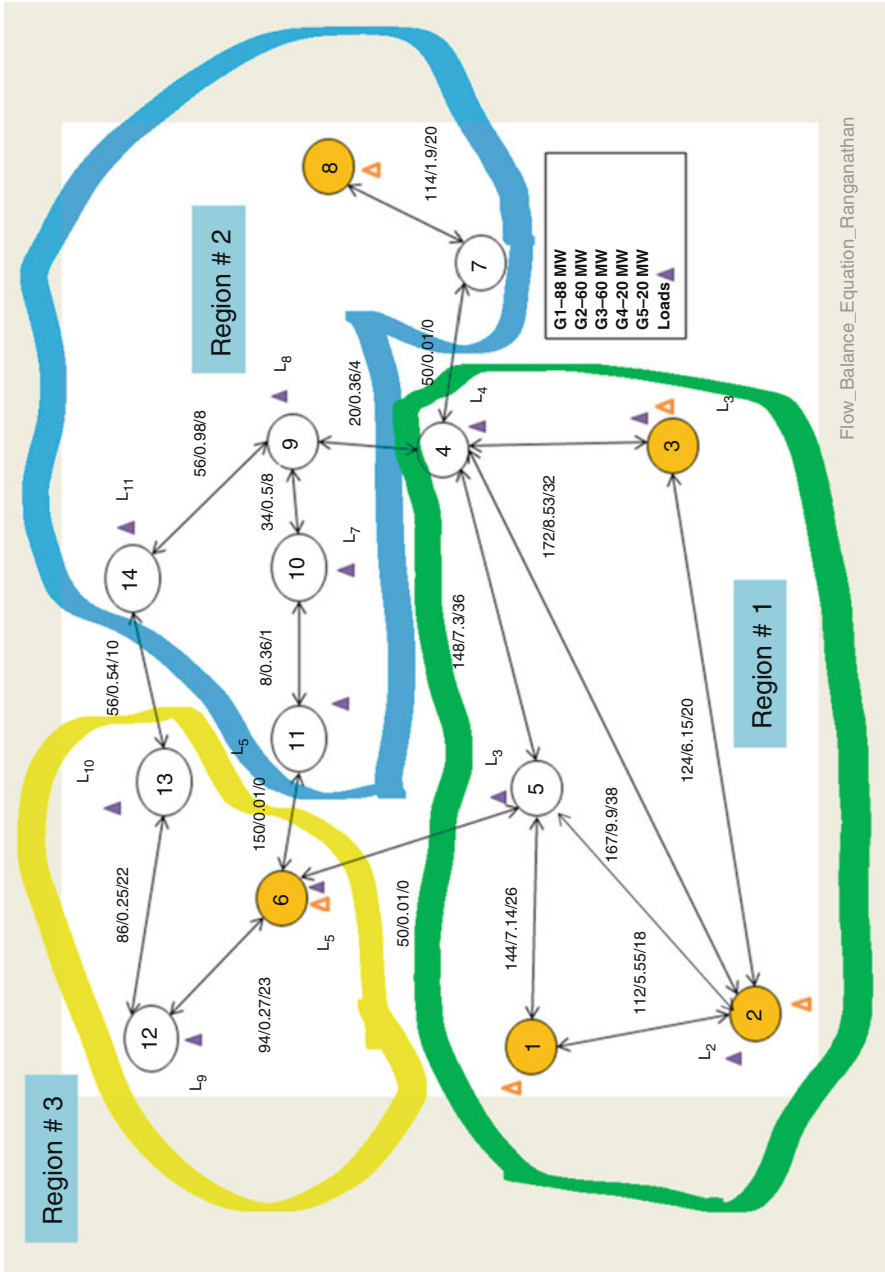 Region # 3
Region # 2
Region # 1
12
L9
94/0.27/23
86/0.25/22
13
L10
6
L5
150/0.01/0
50/0.01/0
56/0.54/10
14
L11
56/0.98/8
11
L5
8/0.36/1
10
L7
34/0.5/8
9
L8
20/0.36/4
8
114/1.9/20
7
50/0.01/0
4
L4
148/7.3/36
172/8.53/32
3
L3
5
L3
167/9.9/38
124/6.15/20
144/7.14/26
112/5.55/18
1
2
L2
G1–88 MW
G2–60 MW
G3–60 MW
G4–20 MW
G5–20 MW
Loads
Flow_Balance_Equation_Ranganathan